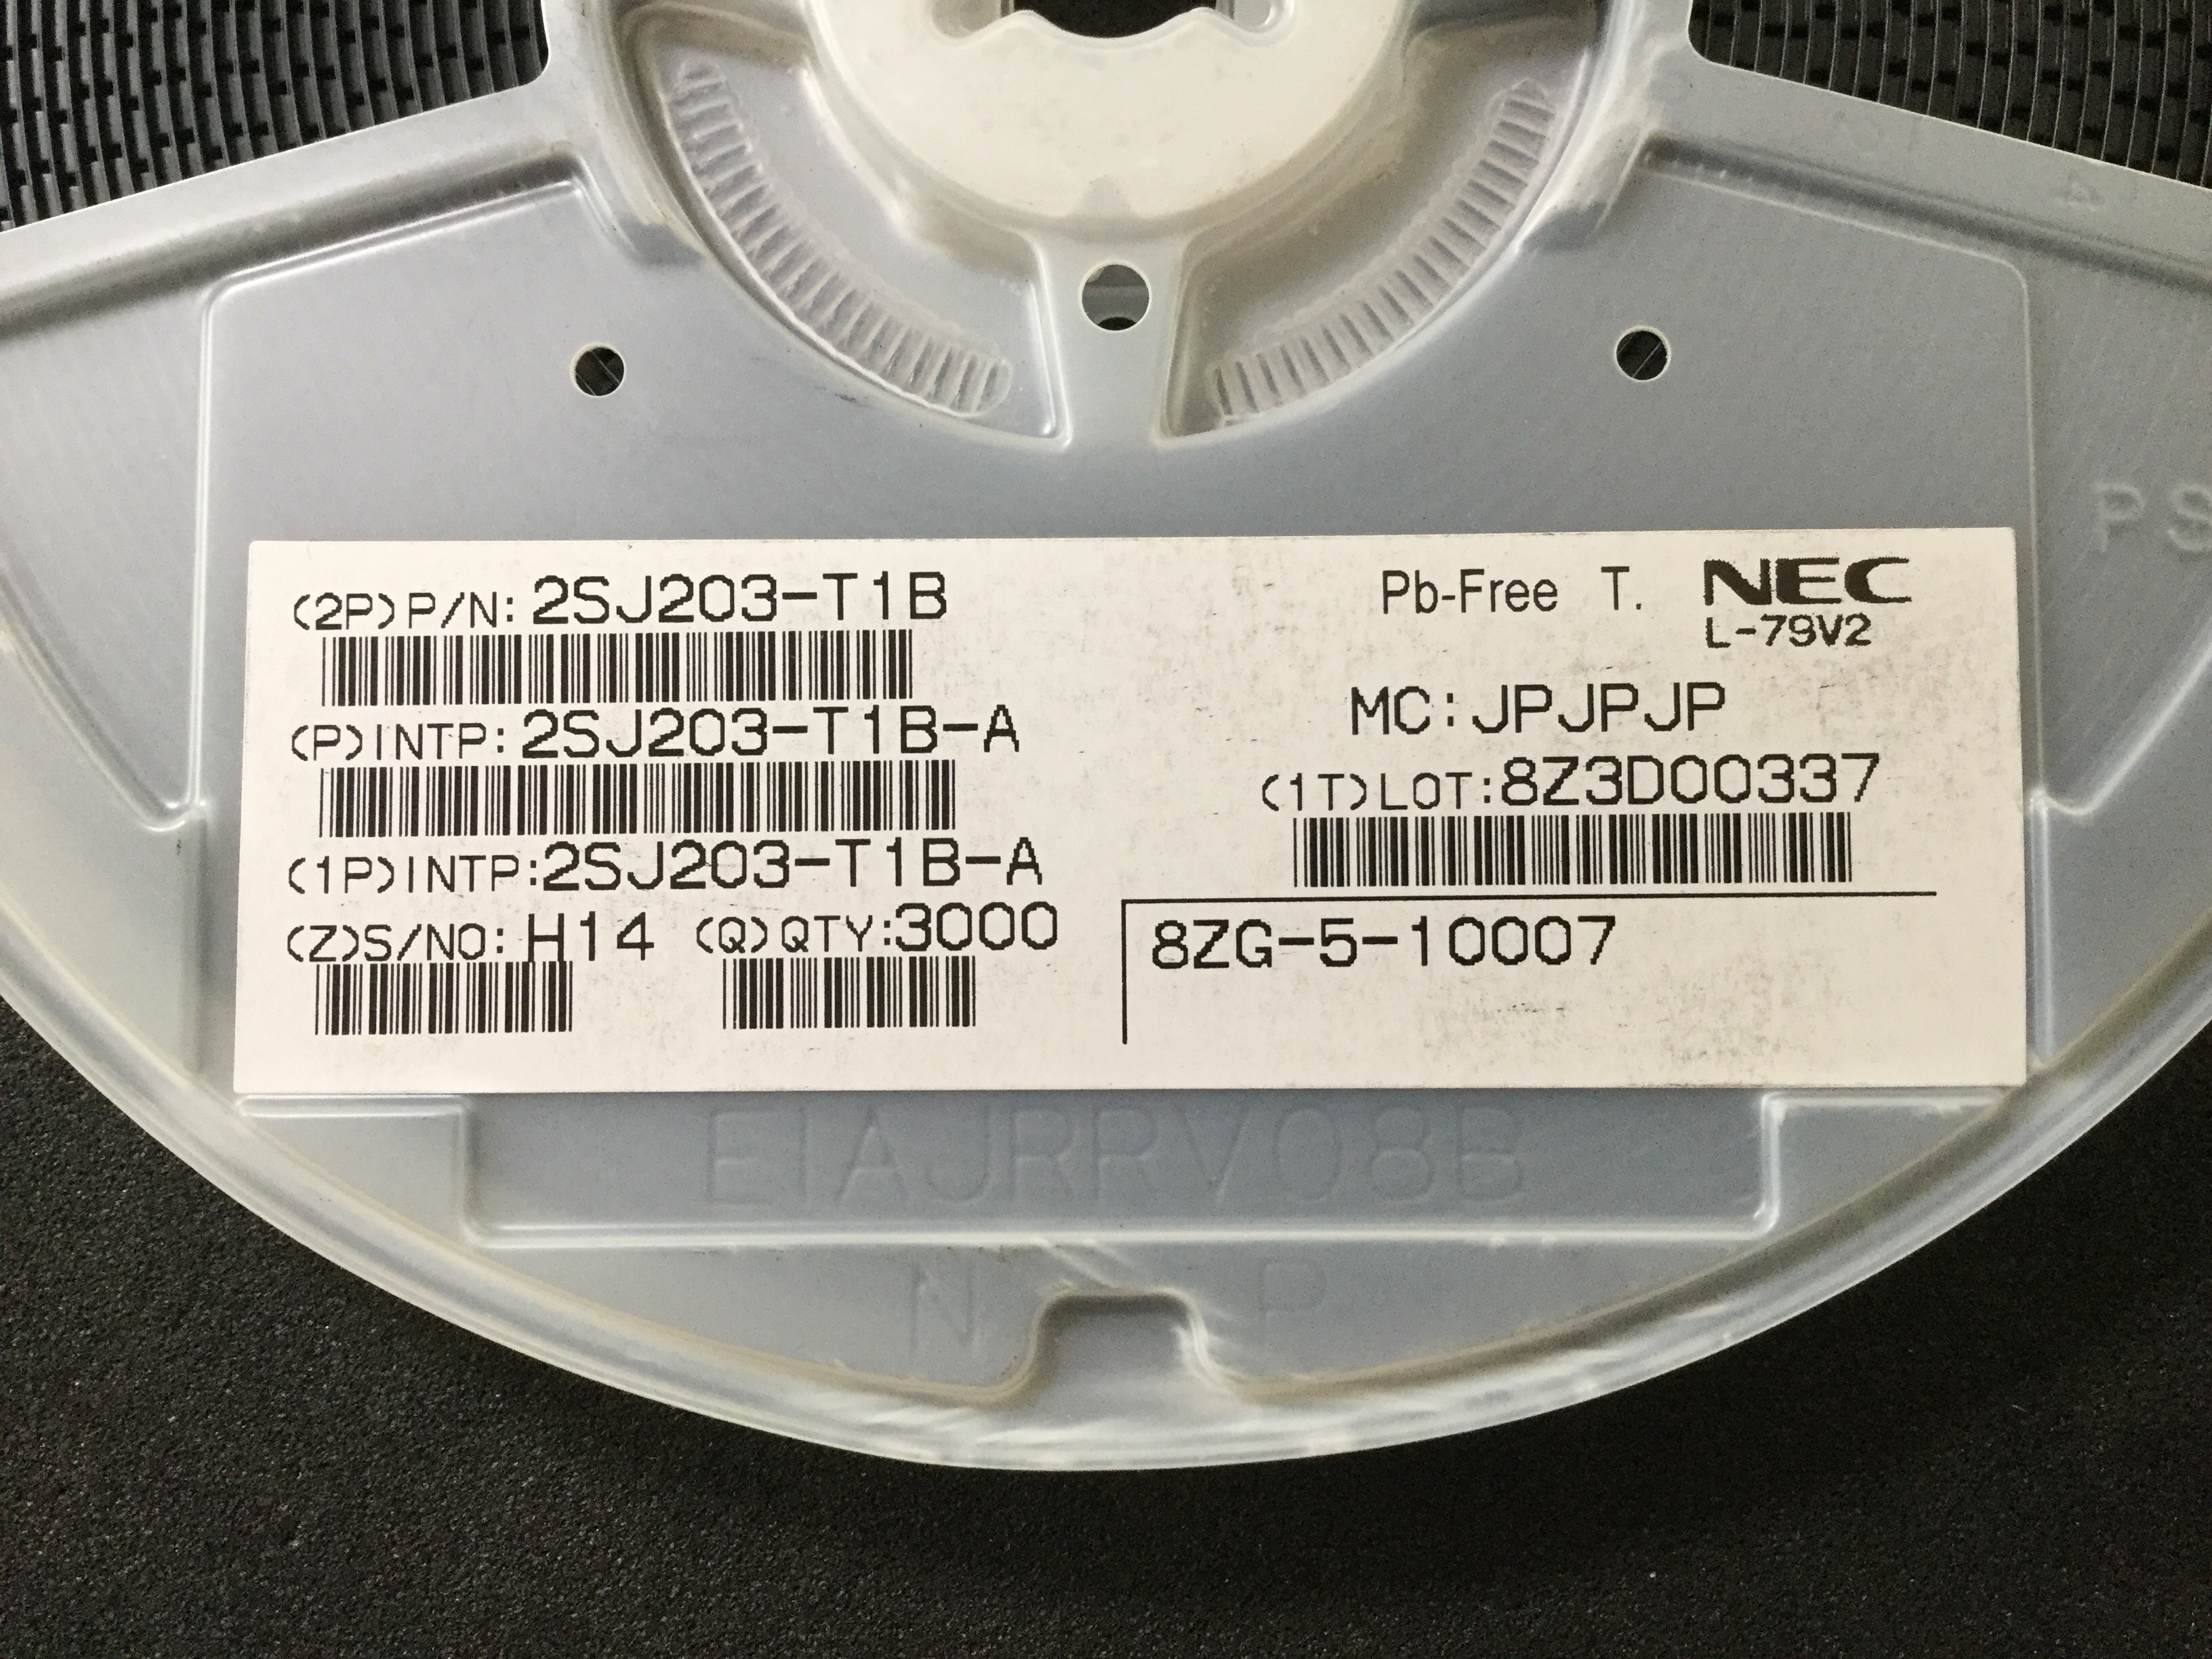 (2P)P/N: 2SJ203-T1B
(P)INTP: 2SJ203-T1B-A
(1P)INTP:2SJ203-T1B-A
(Z)S/NO: H14 (Q)QTY:3000
Pb-Free T. NEC
L-79V2
MC:JPJPJP
(1T)LOT:8Z3D00337
8ZG-5-10007
PS
EIAJRRV08B
N P